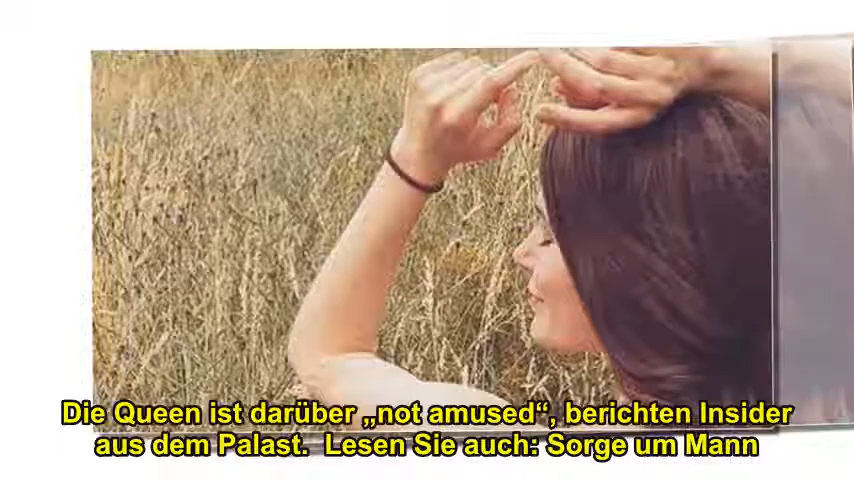 Die Queen ist darüber „not amused“, berichten Insider
aus dem Palast.  Lesen Sie auch: Sorge um Mann